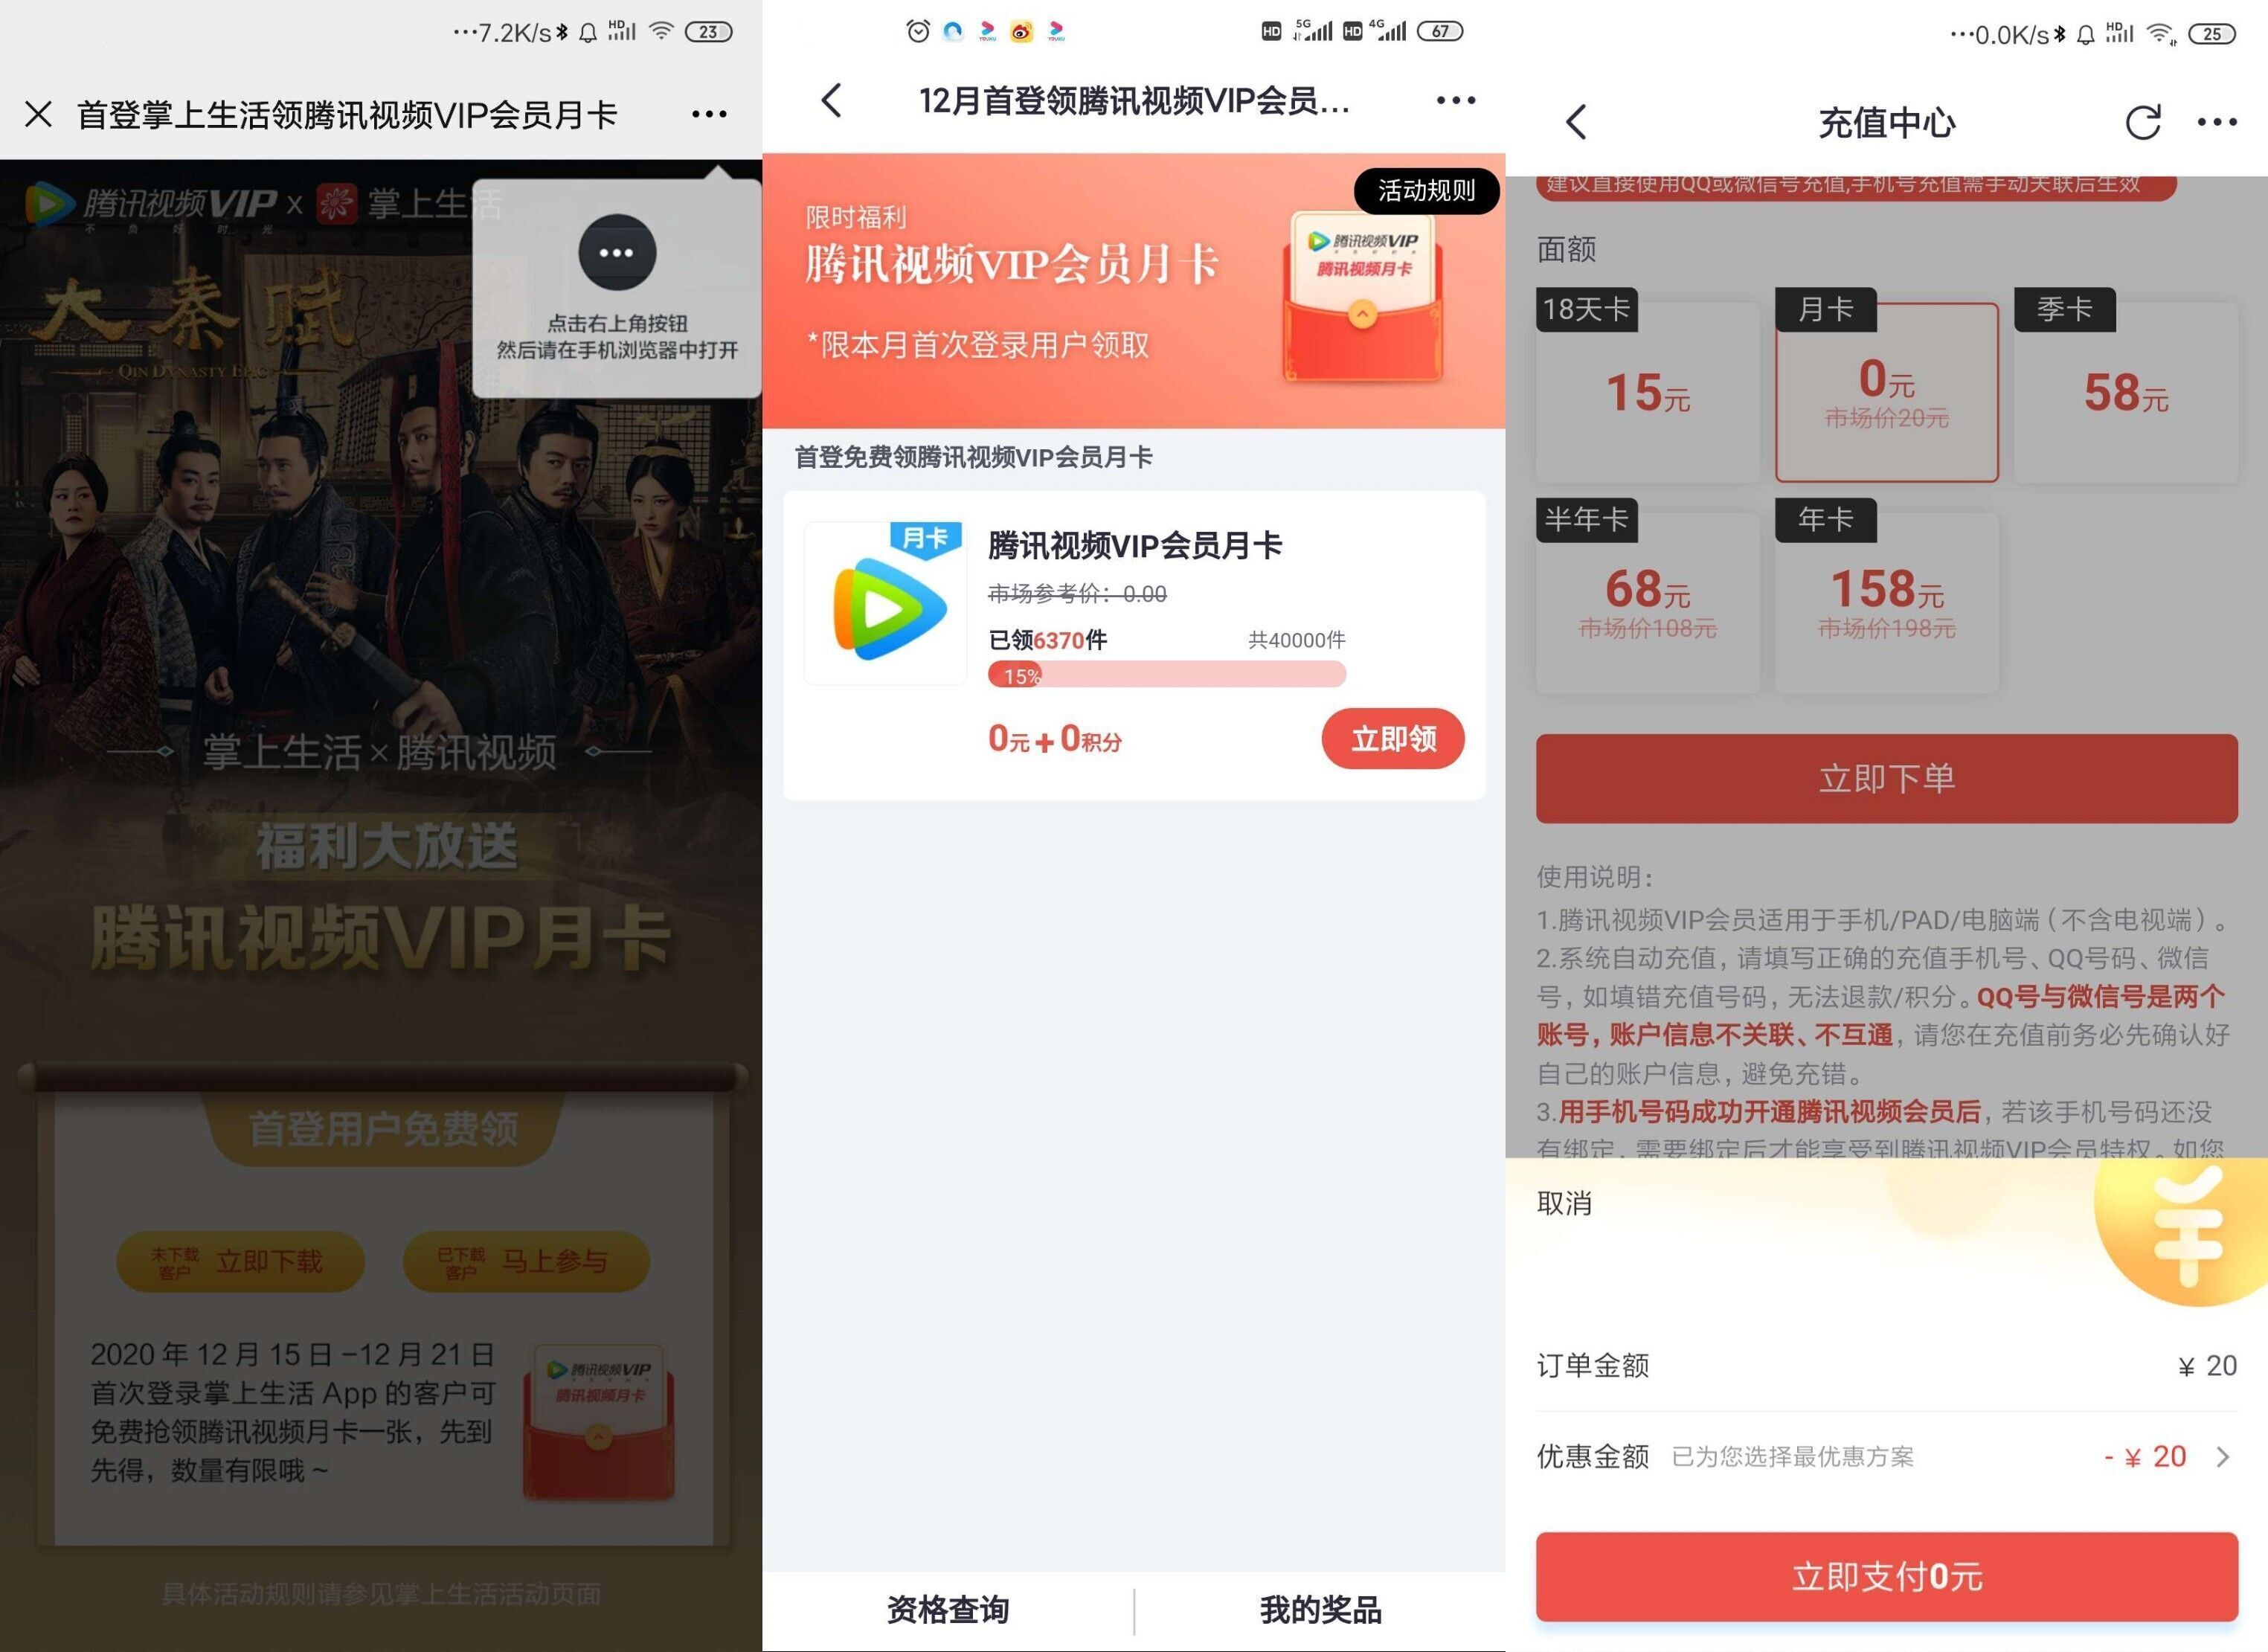 ...7.2K/s HD 23
首登掌上生活领腾讯视频VIP会员月卡
腾讯视频VIP x 掌上生活
不负好时光
点击右上角按钮
然后请在手机浏览器中打开
大秦赋
QIN DYNASTY EPIC
掌上生活×腾讯视频
福利大放送
腾讯视频VIP月卡
首登用户免费领
未下载
客户
立即下载
已下载
客户
马上参与
2020年12月15日-12月21日
首次登录掌上生活App的客户可
免费抢领腾讯视频月卡一张，先到
先得，数量有限哦~
腾讯视频VIP
腾讯视频月卡
具体活动规则请参见掌上生活活动页面
YOUKU YOUKU HD 5G HD 4G 67
12月首登领腾讯视频VIP会员...
活动规则
限时福利
腾讯视频VIP会员月卡
*限本月首次登录用户领取
腾讯视频VIP
腾讯视频月卡
首登免费领腾讯视频VIP会员月卡
月卡
腾讯视频VIP会员月卡
市场参考价：0.00
已领6370件 共40000件
15%
0元+0积分
立即领
资格查询
我的奖品
...0.0K/s HD 25
充值中心
建议直接使用QQ或微信号充值,手机号充值需手动关联后生效
面额
18天卡
15元
月卡
0元
市场价20元
季卡
58元
半年卡
68元
市场价108元
年卡
158元
市场价198元
立即下单
使用说明：
1.腾讯视频VIP会员适用于手机/PAD/电脑端（不含电视端）。
2.系统自动充值，请填写正确的充值手机号、QQ号码、微信
号，如填错充值号码，无法退款/积分。QQ号与微信号是两个
账号，账户信息不关联、不互通，请您在充值前务必先确认好
自己的账户信息，避免充错。
3.用手机号码成功开通腾讯视频会员后，若该手机号码还没
有绑定，需要绑定后才能享受到腾讯视频VIP会员特权。如您
取消
订单金额 ¥ 20
优惠金额 已为您选择最优惠方案 - ¥ 20
立即支付0元